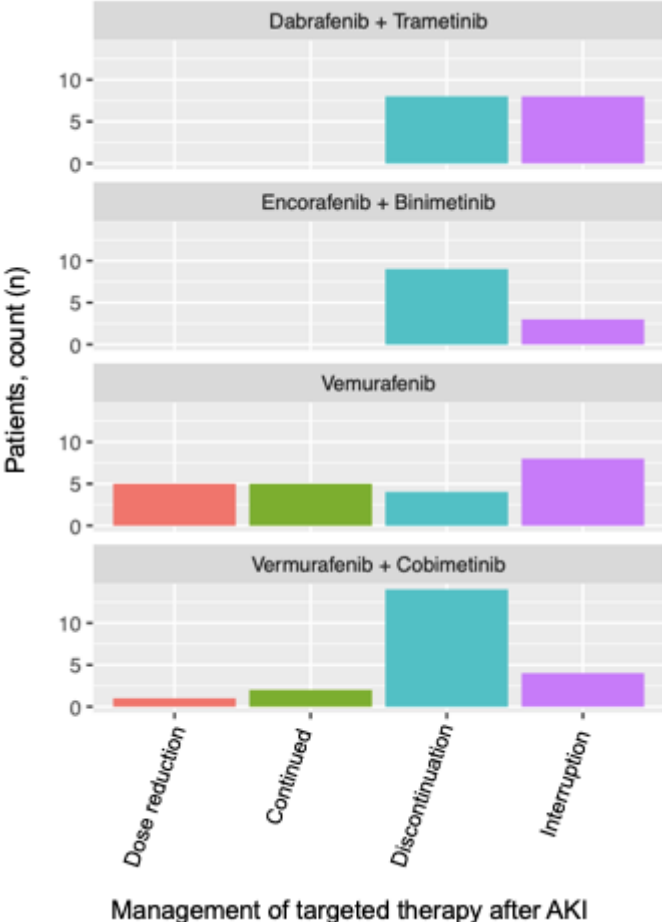 Dabrafenib + Trametinib
10
5
0
Encorafenib + Binimetinib
10
5
0
Vemurafenib
10
5
0
Vermurafenib + Cobimetinib
10
5
0
Patients, count (n)
Dose reduction
Continued
Discontinuation
Interruption
Management of targeted therapy after AKI